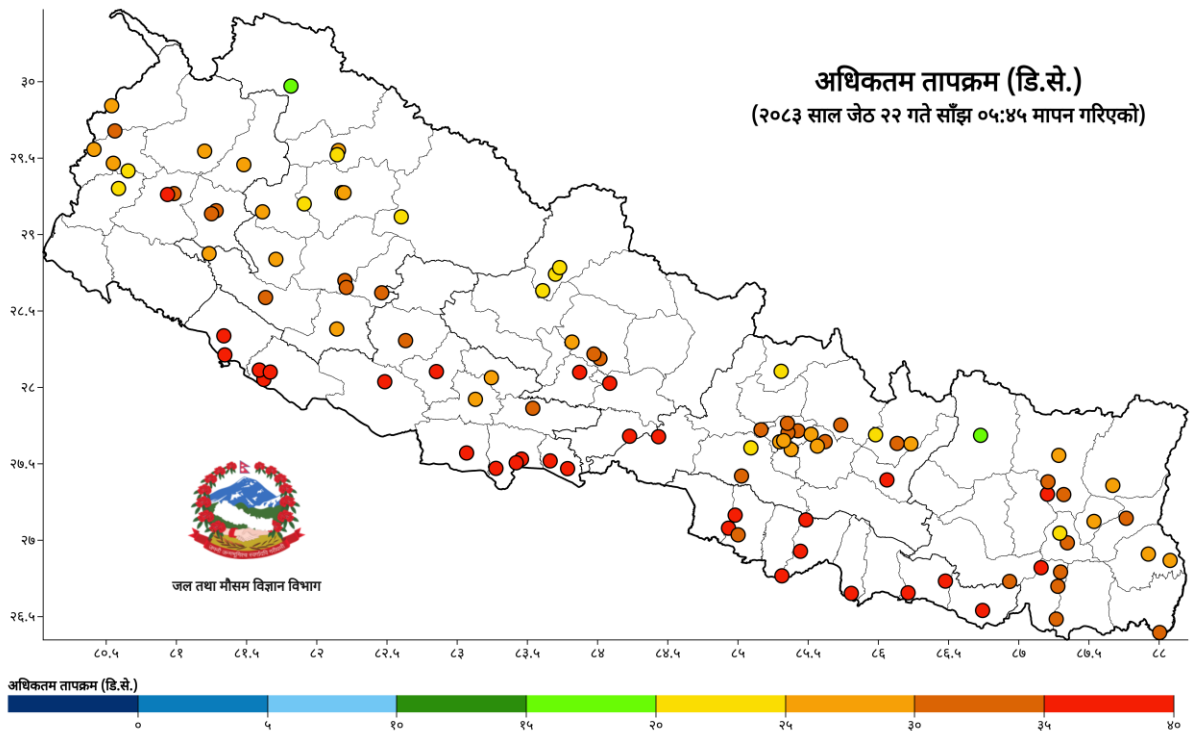 अधिकतम तापक्रम (डि.से.)
(२०८३ साल जेठ २२ गते साँझ ०५:४५ मापन गरिएको)
३०
२९.५
२९
२८.५
२८
२७.५
२७
२६.५
जल तथा मौसम विज्ञान विभाग
८०.५ ८१ ८१.५ ८२ ८२.५ ८३ ८३.५ ८४ ८४.५ ८५ ८५.५ ८६ ८६.५ ८७ ८७.५ ८८
अधिकतम तापक्रम (डि.से.)
० ५ १० १५ २० २५ ३० ३५ ४०